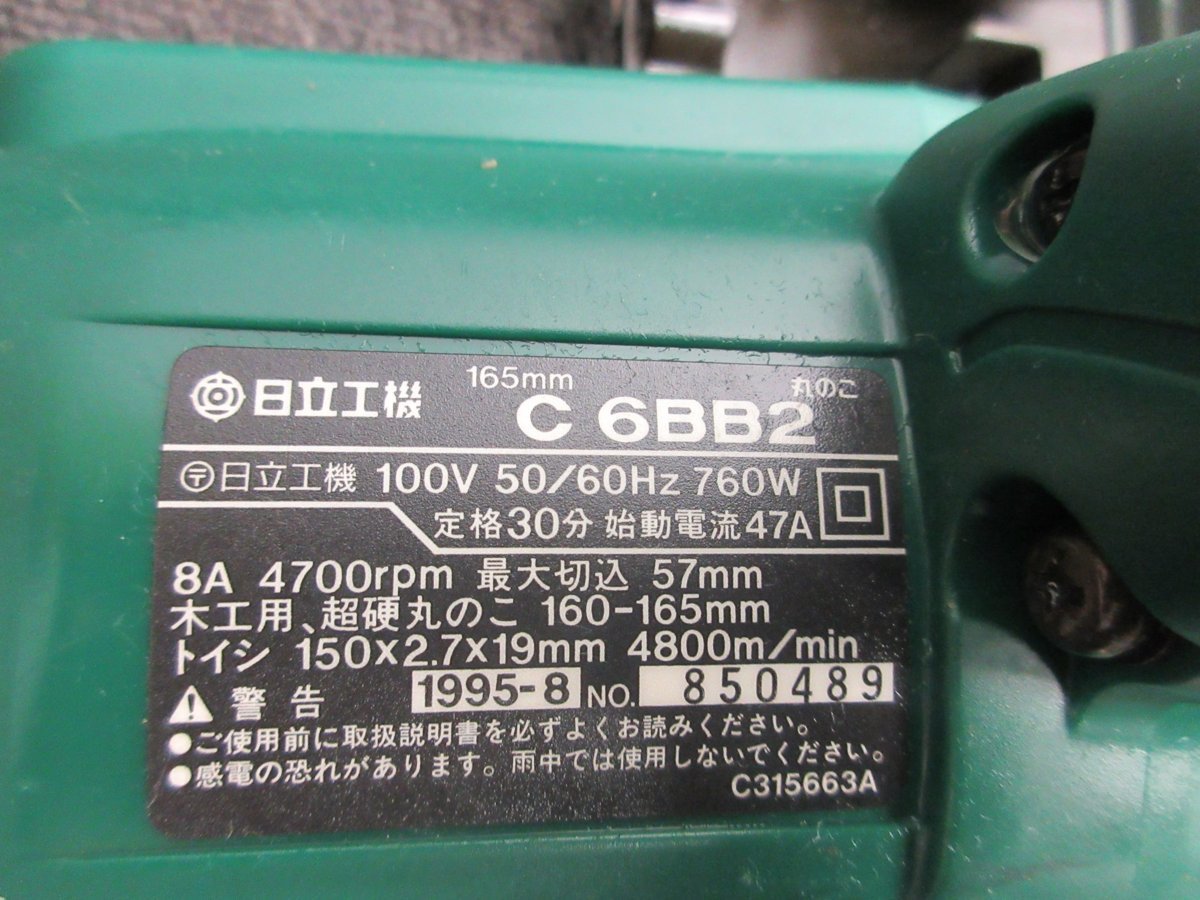 日立工機 165mm 丸のこ
C 6BB2
〶日立工機 100V 50/60Hz 760W
定格30分 始動電流47A
8A 4700rpm 最大切込 57mm
木工用、超硬丸のこ 160-165mm
トイシ 150×2.7×19mm 4800m/min
⚠警告 1995-8 NO. 850489
●ご使用前に取扱説明書を必ずよくお読みください。
●感電の恐れがあります。雨中では使用しないでください。
C315663A